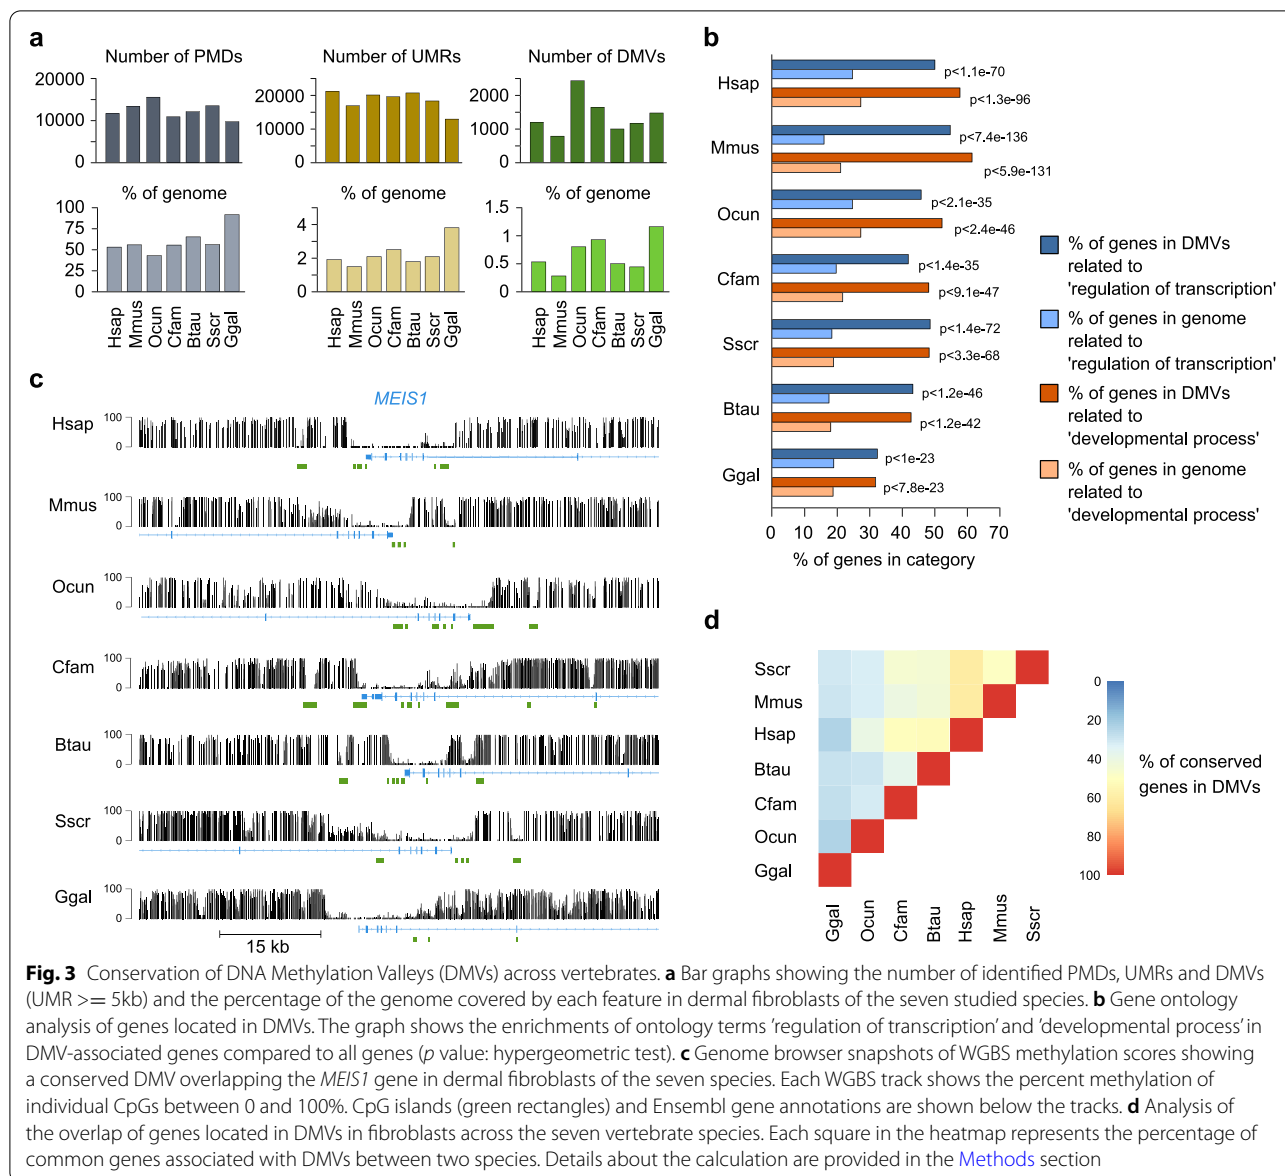 a
Number of PMDs
Number of UMRs
Number of DMVs
20000
10000
0
20000
10000
0
2000
1000
0
% of genome
% of genome
% of genome
100
75
50
25
0
4
2
0
1.5
1
0.5
0
Hsap
Mmus
Ocun
Cfam
Btau
Sscr
Ggal
Hsap
Mmus
Ocun
Cfam
Btau
Sscr
Ggal
Hsap
Mmus
Ocun
Cfam
Btau
Sscr
Ggal
b
Hsap
p<1.1e-70
p<1.3e-96
Mmus
p<7.4e-136
p<5.9e-131
Ocun
p<2.1e-35
p<2.4e-46
Cfam
p<1.4e-35
p<9.1e-47
Sscr
p<1.4e-72
p<3.3e-68
Btau
p<1.2e-46
p<1.2e-42
Ggal
p<1e-23
p<7.8e-23
0 10 20 30 40 50 60 70
% of genes in category
% of genes in DMVs
related to
'regulation of transcription'
% of genes in genome
related to
'regulation of transcription'
% of genes in DMVs
related to
'developmental process'
% of genes in genome
related to
'developmental process'
c
MEIS1
Hsap
100
0
Mmus
100
0
Ocun
100
0
Cfam
100
0
Btau
100
0
Sscr
100
0
Ggal
100
0
15 kb
d
Sscr
Mmus
Hsap
Btau
Cfam
Ocun
Ggal
Ggal
Ocun
Cfam
Btau
Hsap
Mmus
Sscr
0
20
40
60
80
100
% of conserved
genes in DMVs
Fig. 3 Conservation of DNA Methylation Valleys (DMVs) across vertebrates. a Bar graphs showing the number of identified PMDs, UMRs and DMVs
(UMR >= 5kb) and the percentage of the genome covered by each feature in dermal fibroblasts of the seven studied species. b Gene ontology
analysis of genes located in DMVs. The graph shows the enrichments of ontology terms 'regulation of transcription' and 'developmental process' in
DMV-associated genes compared to all genes (p value: hypergeometric test). c Genome browser snapshots of WGBS methylation scores showing
a conserved DMV overlapping the MEIS1 gene in dermal fibroblasts of the seven species. Each WGBS track shows the percent methylation of
individual CpGs between 0 and 100%. CpG islands (green rectangles) and Ensembl gene annotations are shown below the tracks. d Analysis of
the overlap of genes located in DMVs in fibroblasts across the seven vertebrate species. Each square in the heatmap represents the percentage of
common genes associated with DMVs between two species. Details about the calculation are provided in the Methods section